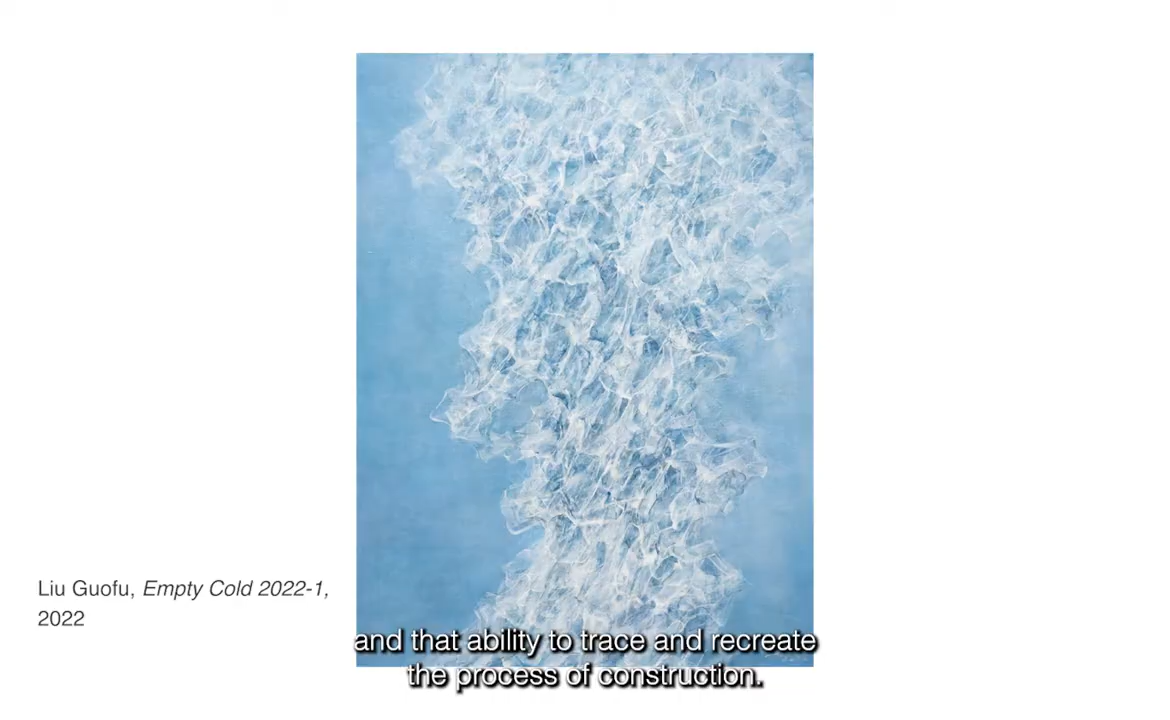 Liu Guofu, Empty Cold 2022-1,
2022
and that ability to trace and recreate
the process of construction.